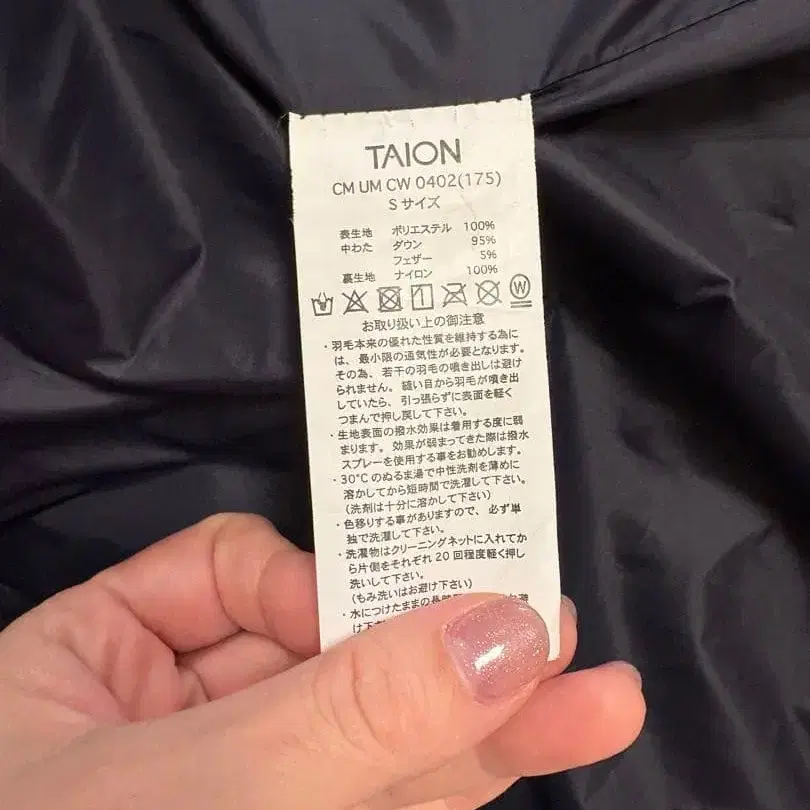 TAION
CM UM CW 0402(175)
S サイズ
表生地 ポリエステル 100%
中わた ダウン 95%
フェザー 5%
裏生地 ナイロン 100%
W
お取り扱い上の御注意
・羽毛本来の優れた性質を維持する為に
は、最小限の通気性が必要となります。
その為、若干の羽毛の噴き出しは避け
られません。縫い目から羽毛が噴き出
していたら、引っ張らずに表面を軽く
つまんで押し戻して下さい。
・生地表面の撥水効果は着用する度に弱
まります。効果が弱まってきた際は撥水
スプレーを使用する事をお勧めします。
・30℃のぬるま湯で中性洗剤を薄めに
溶かしてから短時間で洗濯して下さい。
(洗剤は十分に溶かして下さい)
・色移りする事がありますので、必ず単
独で洗濯して下さい。
・洗濯物はクリーニングネットに入れてか
ら片側をそれぞれ 20 回程度軽く押し
洗いして下さい。
(もみ洗いはお避け下さい)
・水につけたままの長時
け下さ